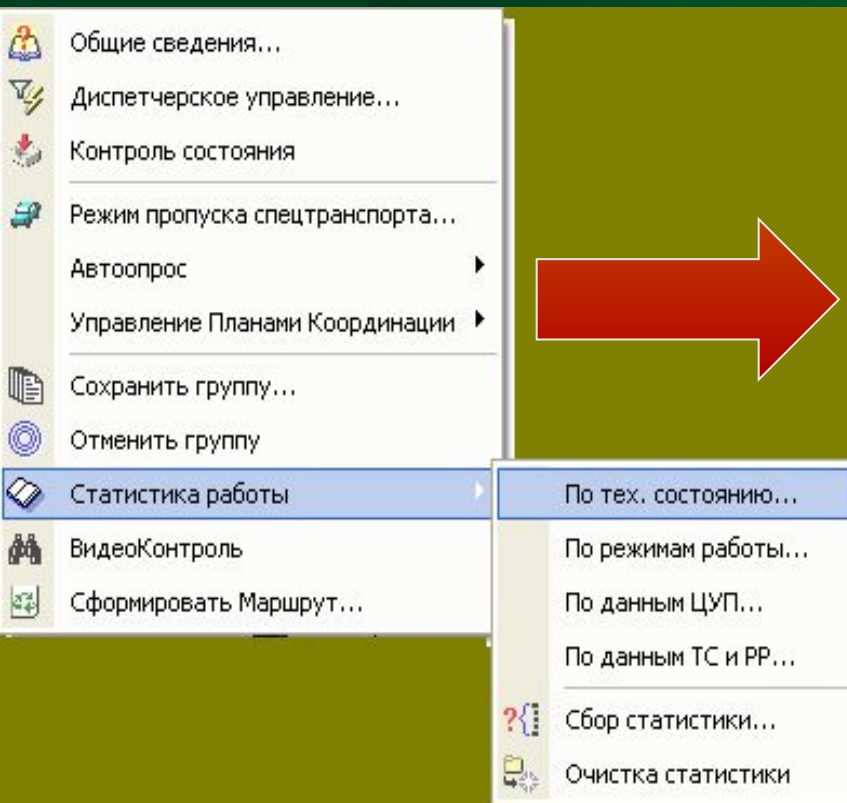 Общие сведения...
Диспетчерское управление...
Контроль состояния
Режим пропуска спецтранспорта...
Автоопрос
Управление Планами Координации
Сохранить группу...
Отменить группу
Статистика работы
ВидеоКонтроль
Сформировать Маршрут...
По тех. состоянию...
По режимам работы...
По данным ЦУП...
По данным ТС и РР...
Сбор статистики...
Очистка статистики